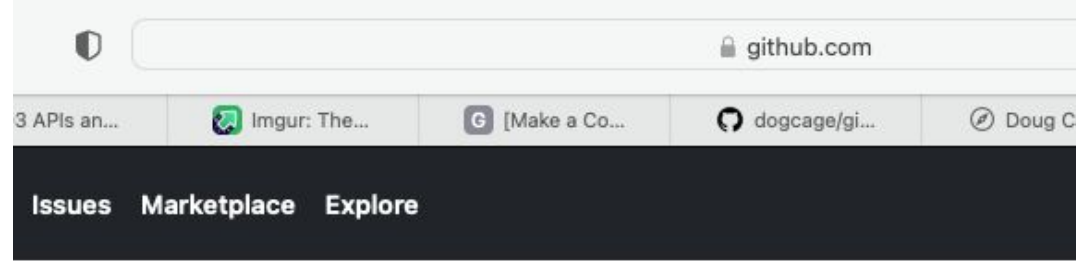 github.com
3 APIs an... Imgur: The... G [Make a Co... dogcage/gi... Doug C
Issues Marketplace Explore